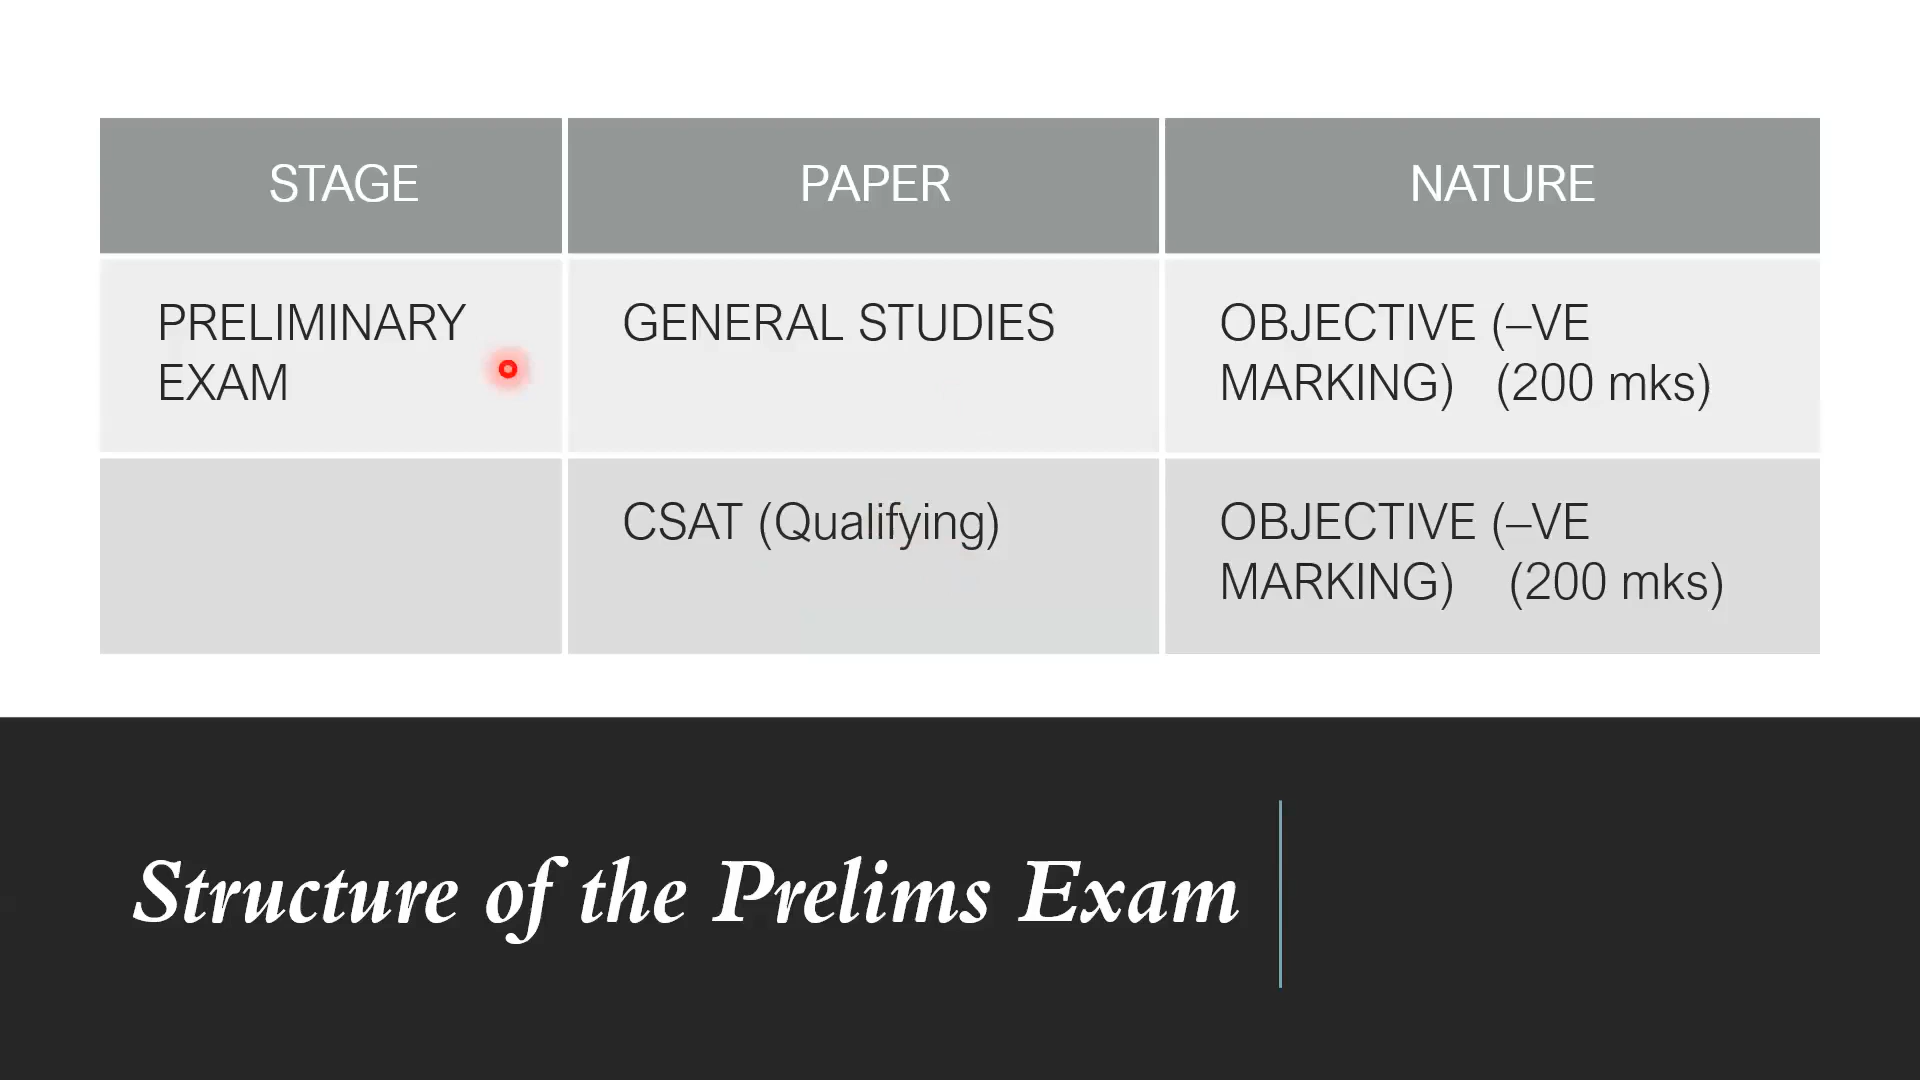 STAGE
PAPER
NATURE
PRELIMINARY
EXAM
GENERAL STUDIES
OBJECTIVE (–VE
MARKING) (200 mks)
CSAT (Qualifying)
OBJECTIVE (–VE
MARKING) (200 mks)
Structure of the Prelims Exam